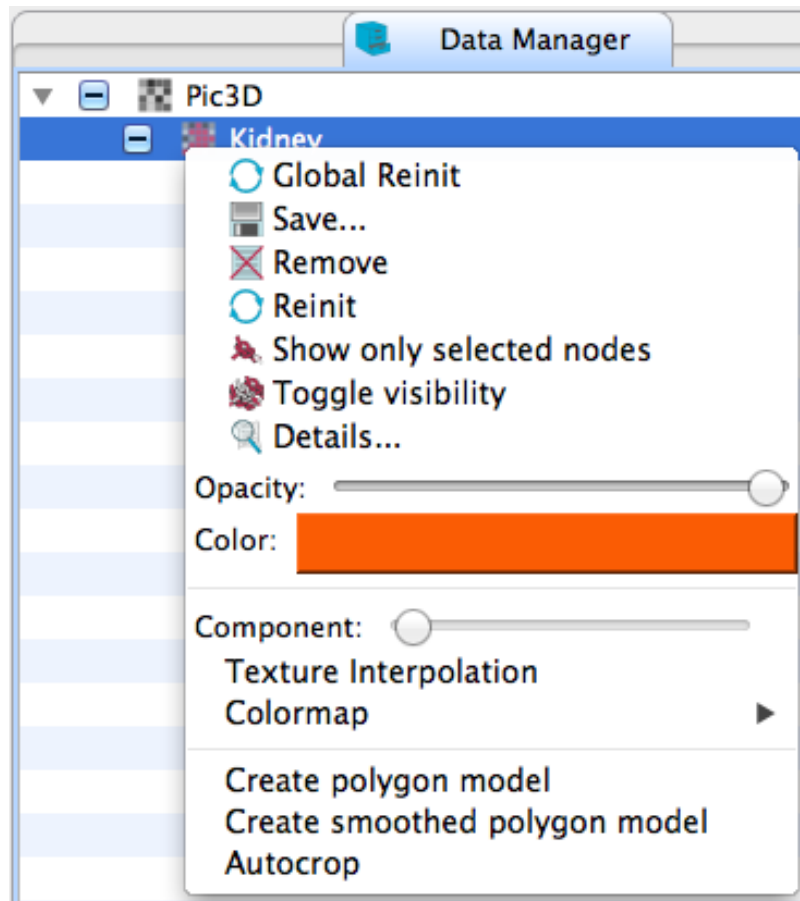 Data Manager
Pic3D
Kidney
Global Reinit
Save...
Remove
Reinit
Show only selected nodes
Toggle visibility
Details...
Opacity:
Color:
Component:
Texture Interpolation
Colormap
Create polygon model
Create smoothed polygon model
Autocrop